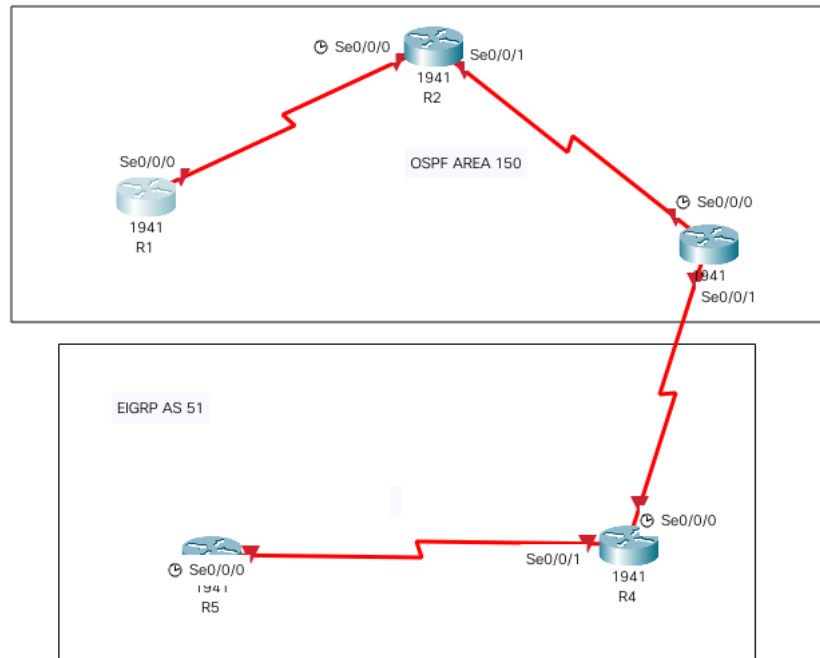 Se0/0/0
Se0/0/1
1941
R2
OSPF AREA 150
Se0/0/0
1941
R1
Se0/0/0
1941
Se0/0/1
EIGRP AS 51
Se0/0/0
Se0/0/1
1941
R4
Se0/0/0
1941
R5